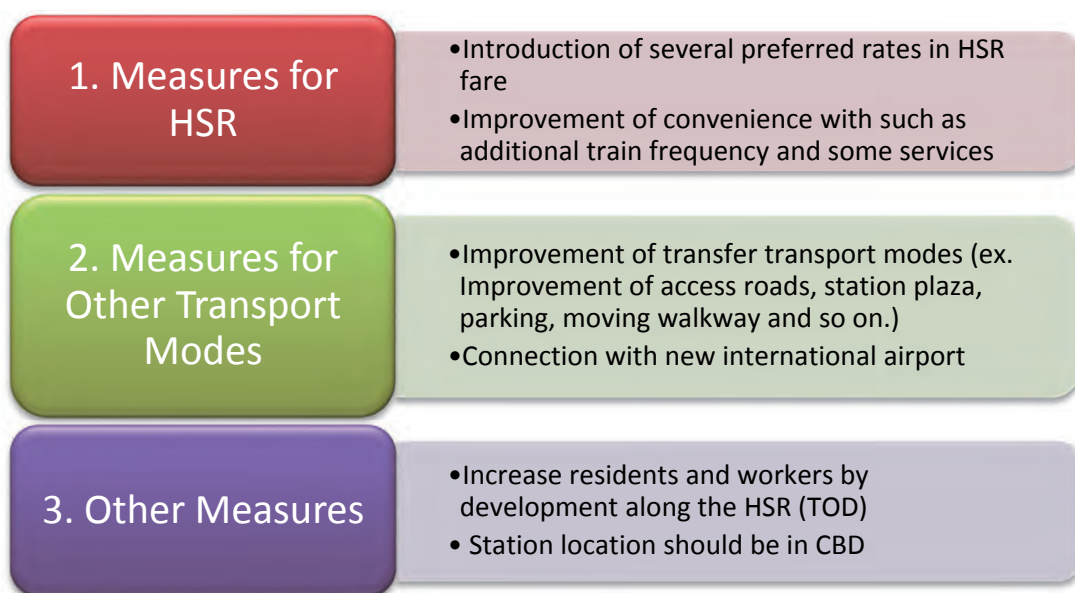 1. Measures for
HSR
•Introduction of several preferred rates in HSR
fare
•Improvement of convenience with such as
additional train frequency and some services
2. Measures for
Other Transport
Modes
•Improvement of transfer transport modes (ex.
Improvement of access roads, station plaza,
parking, moving walkway and so on.)
•Connection with new international airport
3. Other Measures
•Increase residents and workers by
development along the HSR (TOD)
• Station location should be in CBD